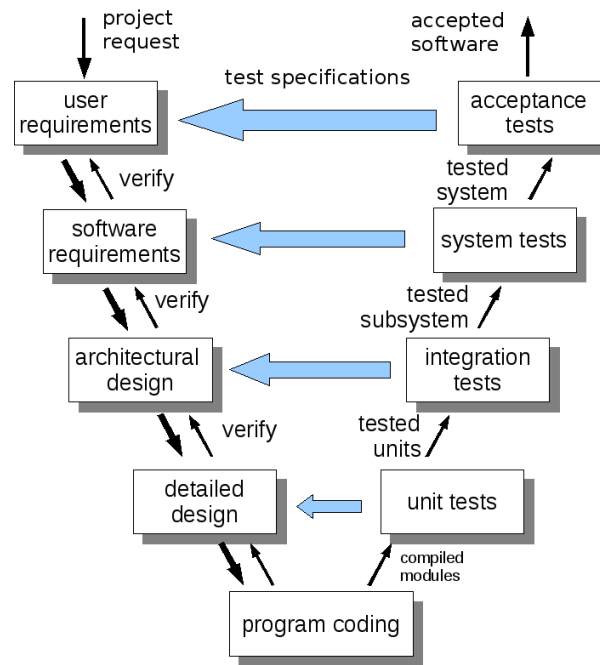 project
request
accepted
software
test specifications
user
requirements
acceptance
tests
verify
tested
system
software
requirements
system tests
verify
tested
subsystem
architectural
design
integration
tests
verify
tested
units
detailed
design
unit tests
compiled
modules
program coding